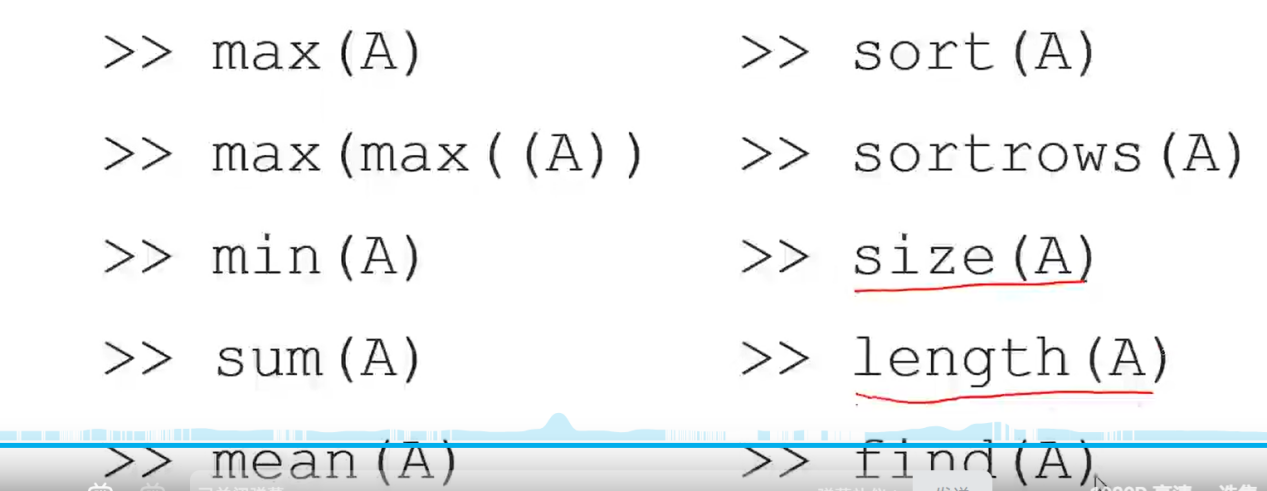 >> max(A)
>> max(max((A))
>> min(A)
>> sum(A)
>> mean(A)
>> sort(A)
>> sortrows(A)
>> size(A)
>> length(A)
>> find(A)